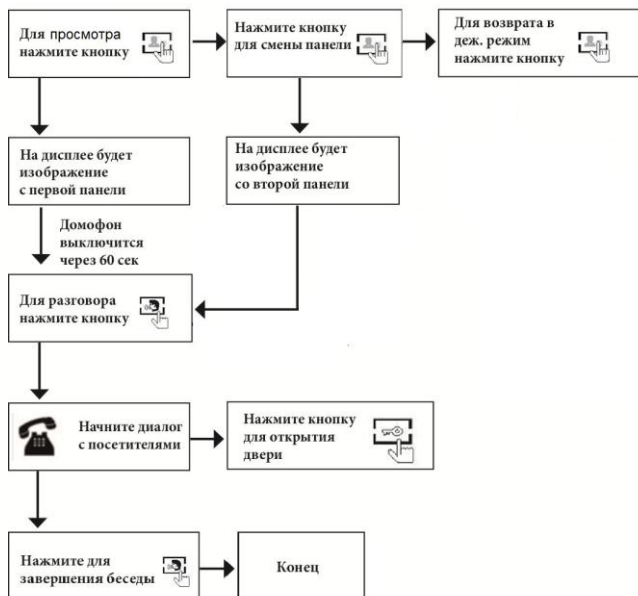 Для просмотра
нажмите кнопку
Нажмите кнопку
для смены панели
Для возврата в
деж. режим
нажмите кнопку
На дисплее будет
изображение
с первой панели
На дисплее будет
изображение
со второй панели
Домофон
выключится
через 60 сек
Для разговора
нажмите кнопку
Начните диалог
с посетителями
Нажмите кнопку
для открытия
двери
Нажмите для
завершения беседы
Конец